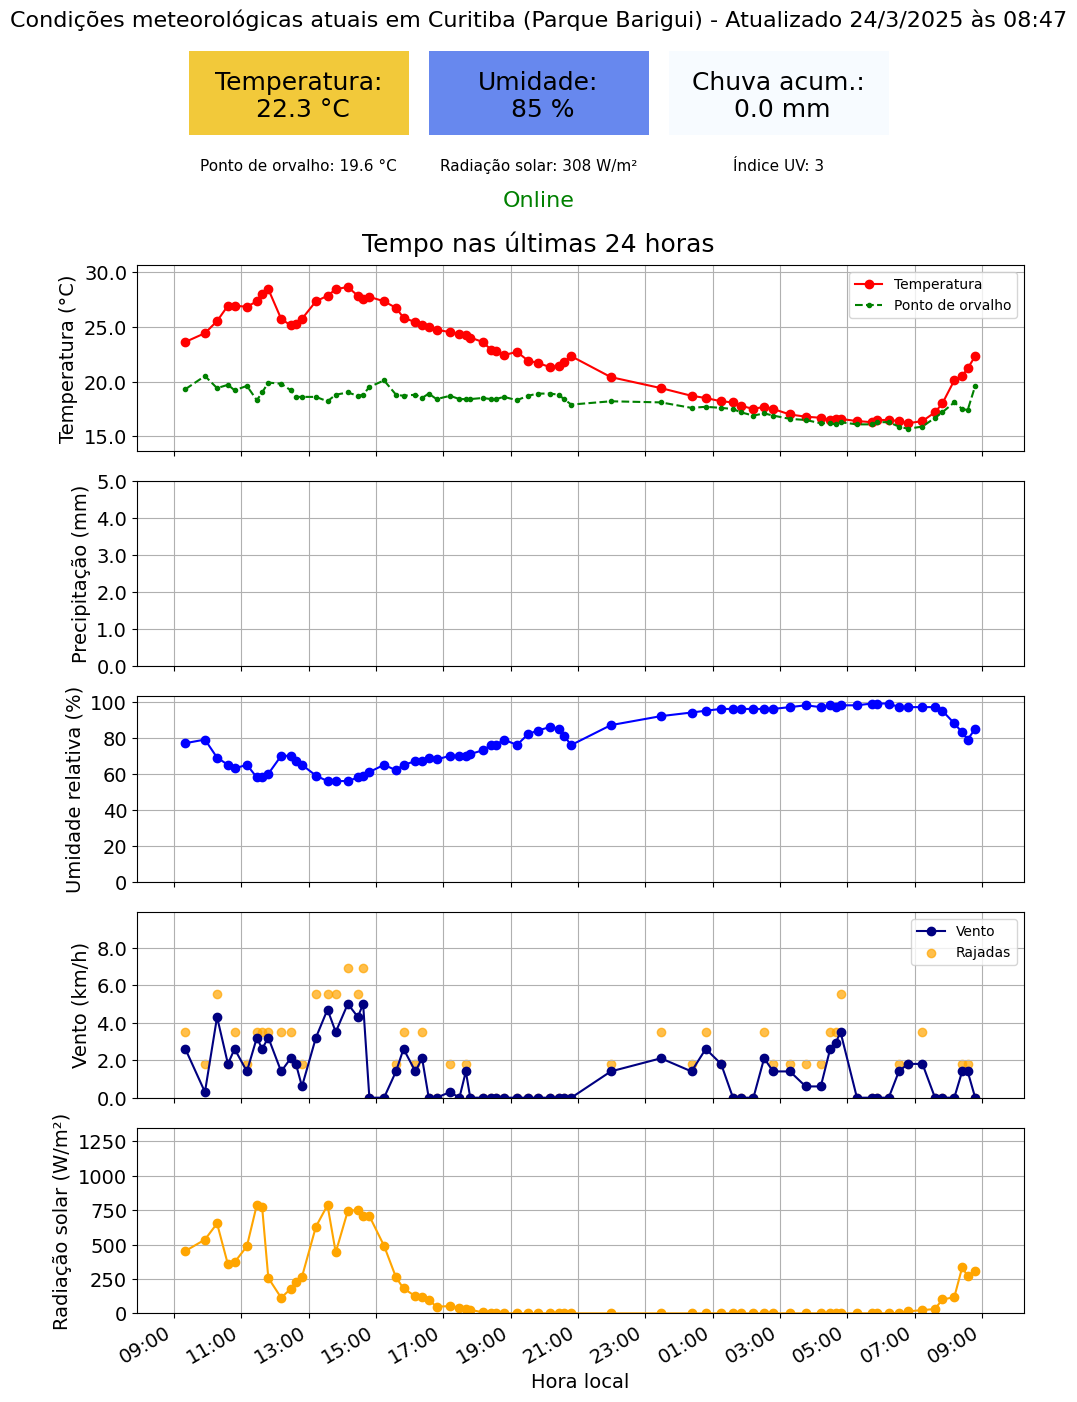 Condições meteorológicas atuais em Curitiba (Parque Barigui) - Atualizado 24/3/2025 às 08:47
Temperatura:
22.3 °C
Umidade:
85 %
Chuva acum.:
0.0 mm
Ponto de orvalho: 19.6 °C
Radiação solar: 308 W/m²
Índice UV: 3
Online
Tempo nas últimas 24 horas
Temperatura (°C)
30.0
25.0
20.0
15.0
Temperatura
Ponto de orvalho
Precipitação (mm)
5.0
4.0
3.0
2.0
1.0
0.0
Umidade relativa (%)
100
80
60
40
20
0
Vento (km/h)
8.0
6.0
4.0
2.0
0.0
Vento
Rajadas
Radiação solar (W/m²)
1250
1000
750
500
250
0
09:00
11:00
13:00
15:00
17:00
19:00
21:00
23:00
01:00
03:00
05:00
07:00
09:00
Hora local